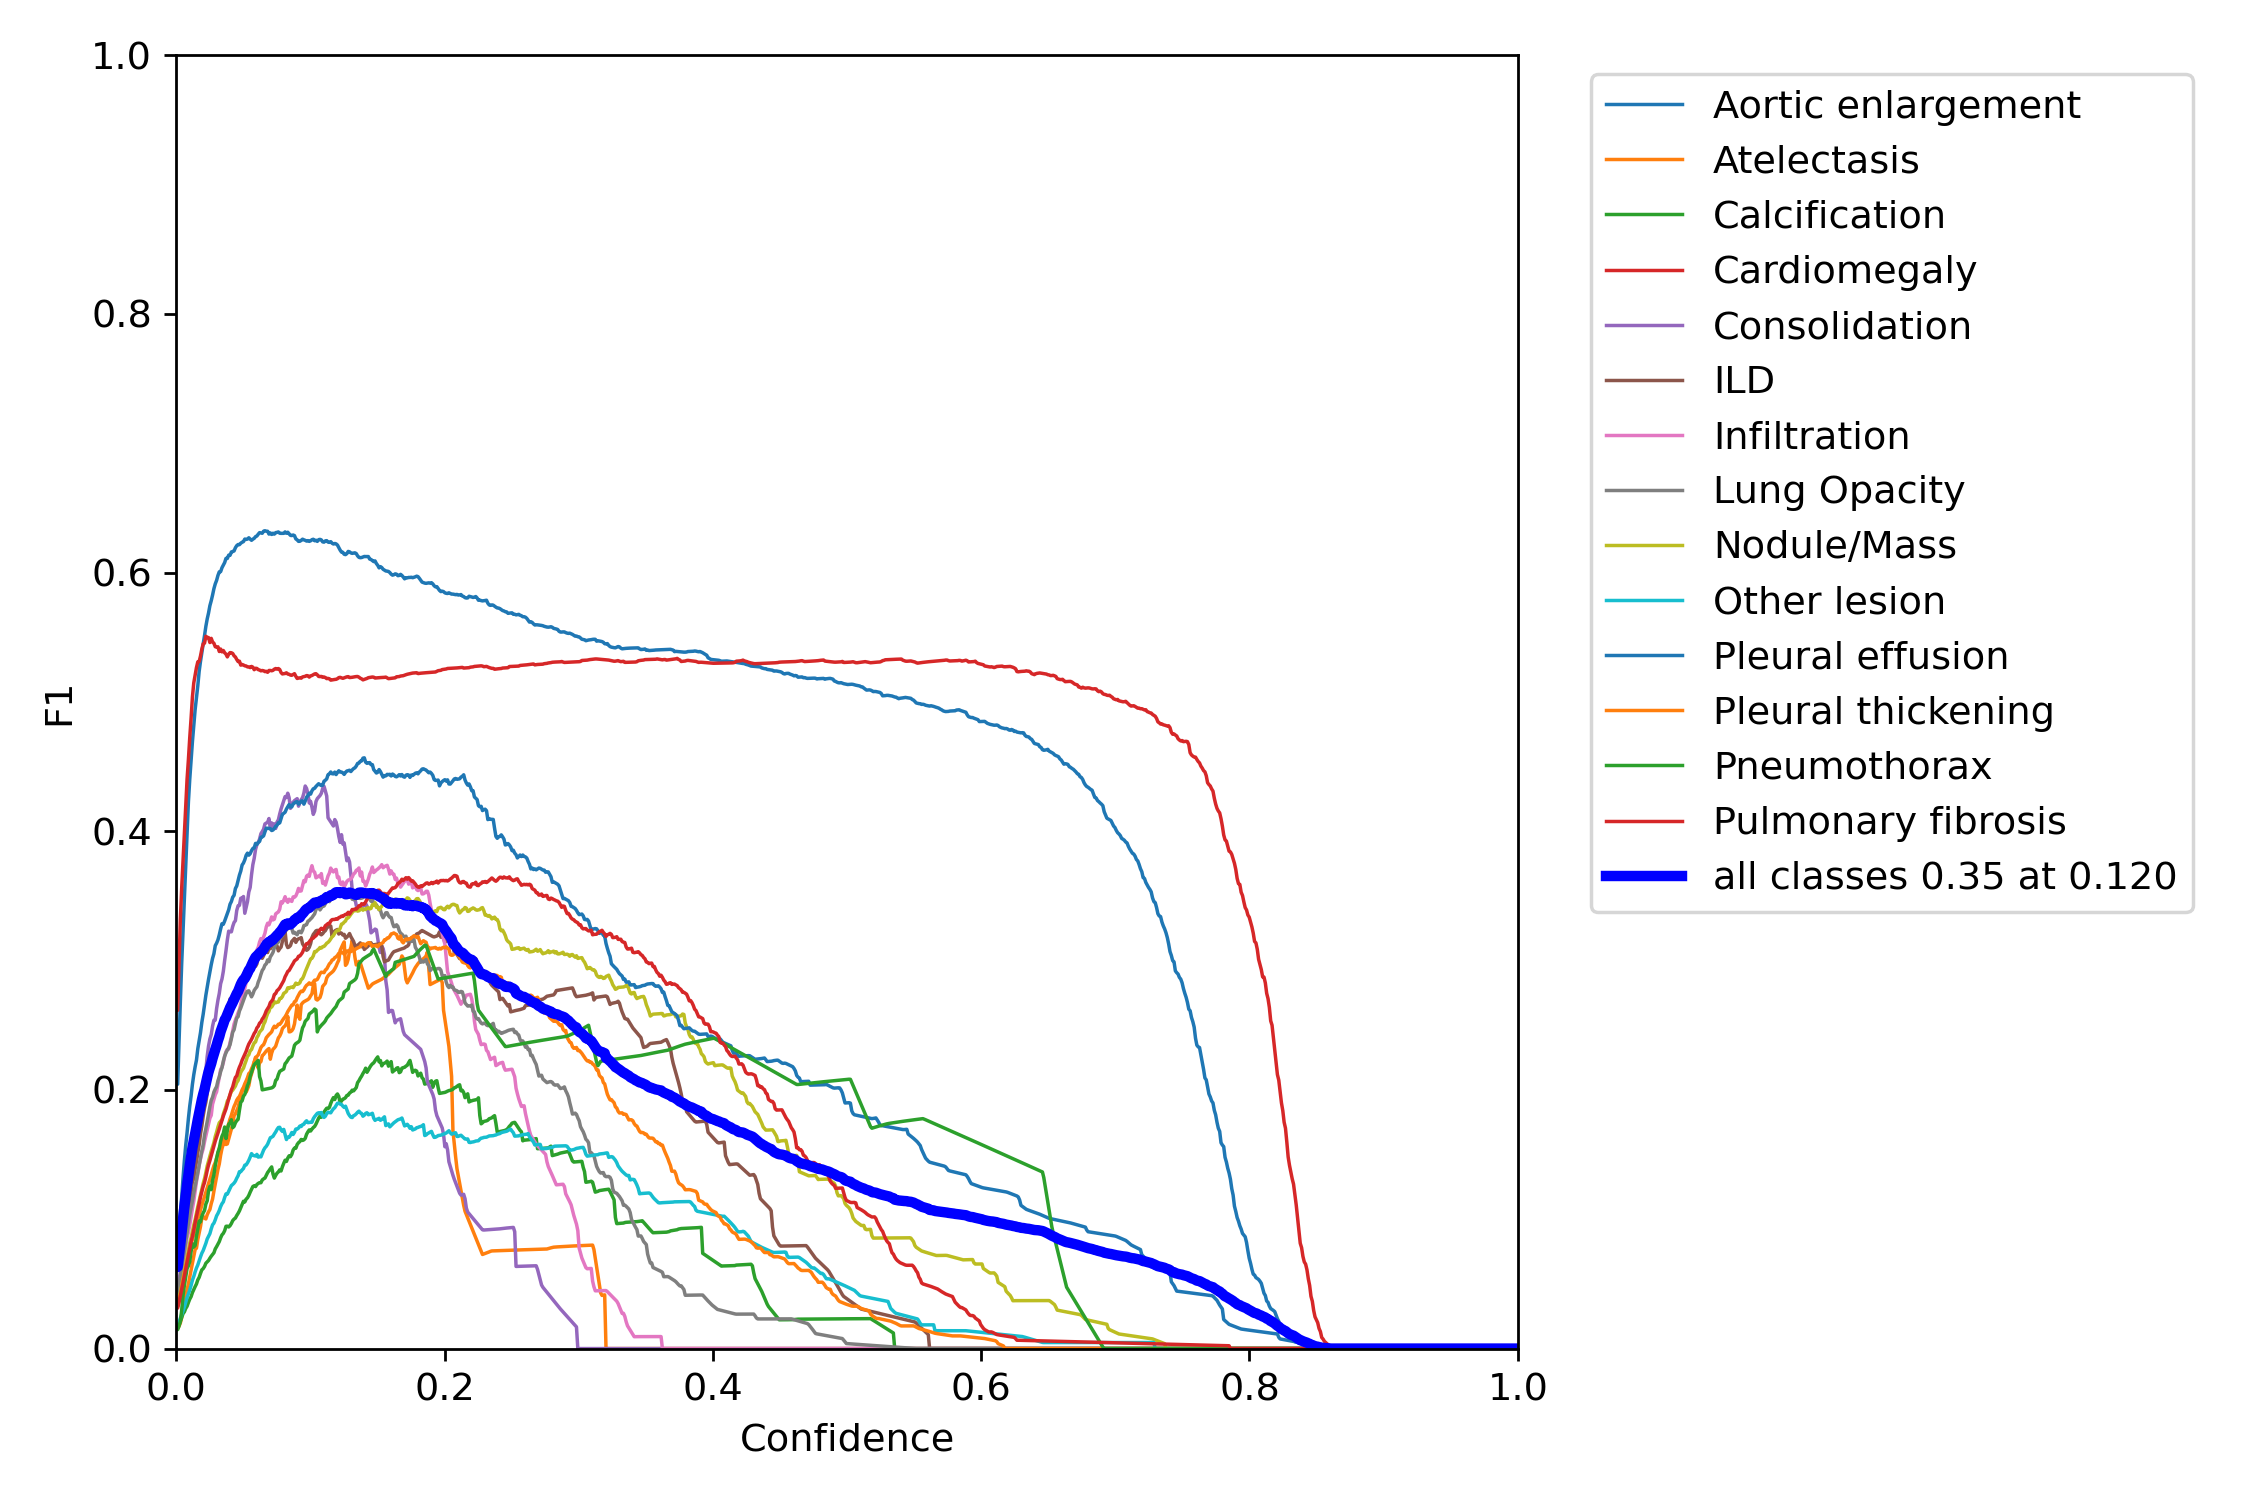 1.0
0.8
0.6
0.4
0.2
0.0
F1
0.0 0.2 0.4 0.6 0.8 1.0
Confidence
Aortic enlargement
Atelectasis
Calcification
Cardiomegaly
Consolidation
ILD
Infiltration
Lung Opacity
Nodule/Mass
Other lesion
Pleural effusion
Pleural thickening
Pneumothorax
Pulmonary fibrosis
all classes 0.35 at 0.120